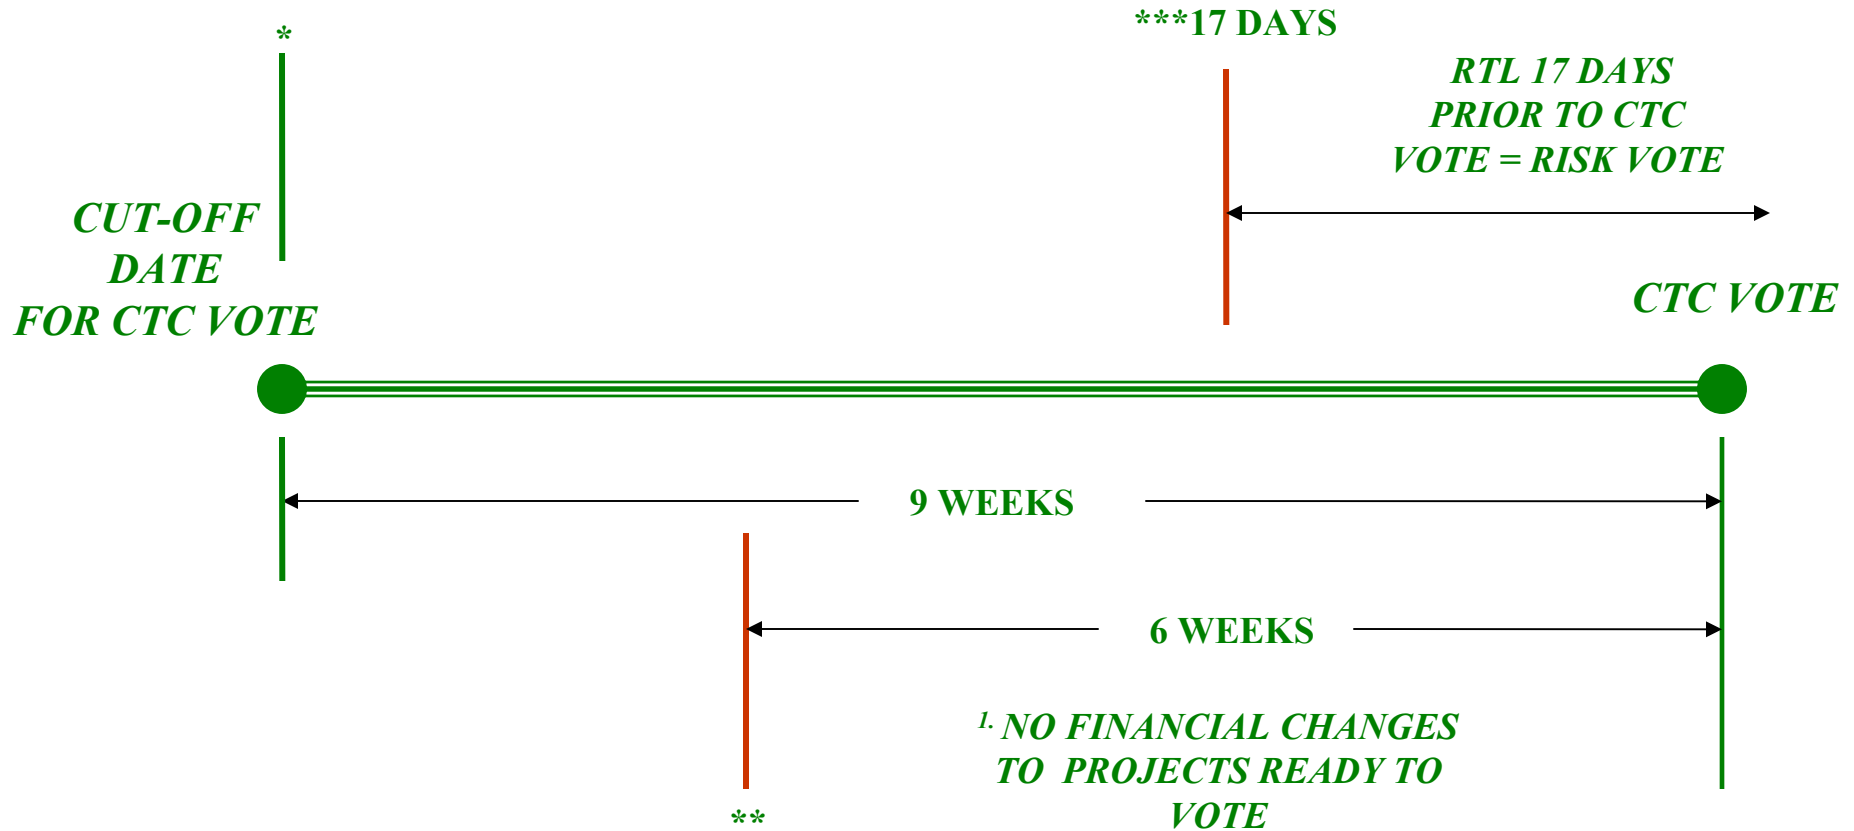 *
***17 DAYS
RTL 17 DAYS
PRIOR TO CTC
VOTE = RISK VOTE
CUT-OFF
DATE
FOR CTC VOTE
CTC VOTE
9 WEEKS
6 WEEKS
1. NO FINANCIAL CHANGES
TO PROJECTS READY TO
VOTE
**